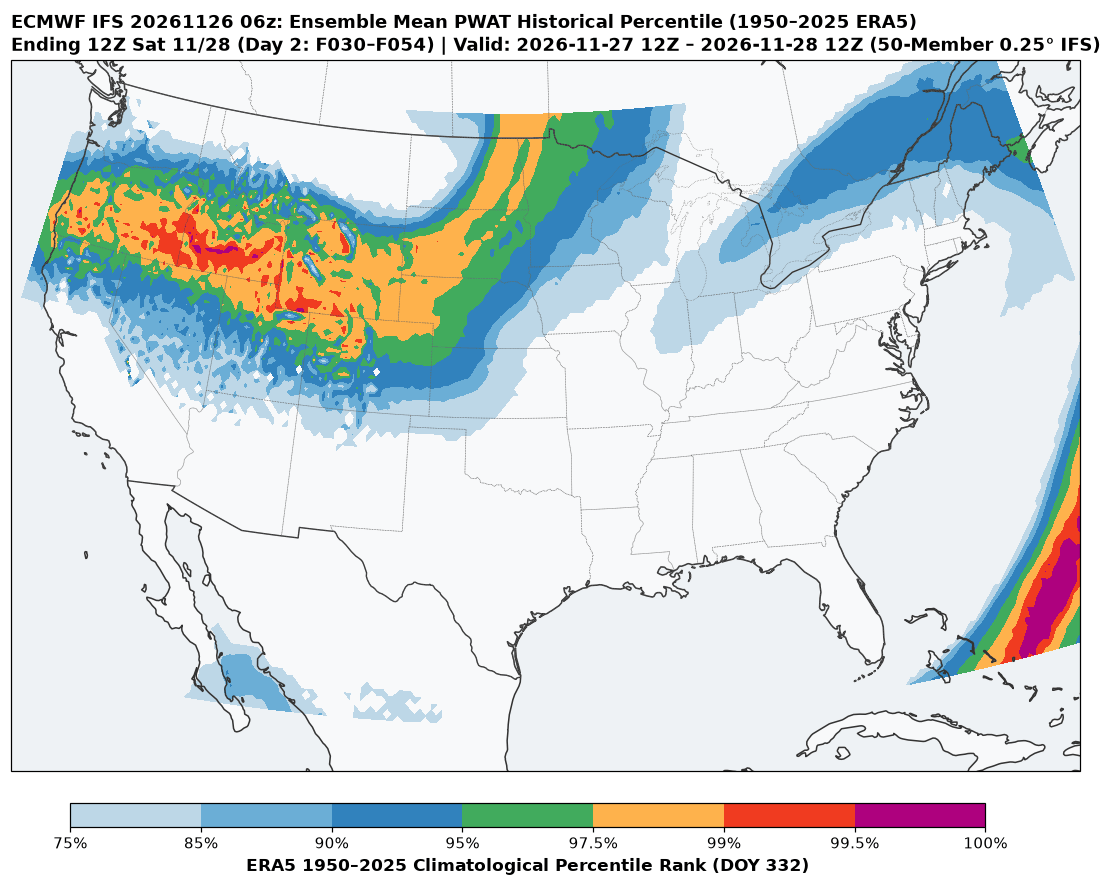 ECMWF IFS 20261126 06z: Ensemble Mean PWAT Historical Percentile (1950–2025 ERA5)
Ending 12Z Sat 11/28 (Day 2: F030–F054) | Valid: 2026-11-27 12Z – 2026-11-28 12Z (50-Member 0.25° IFS)
75% 85% 90% 95% 97.5% 99% 99.5% 100%
ERA5 1950–2025 Climatological Percentile Rank (DOY 332)